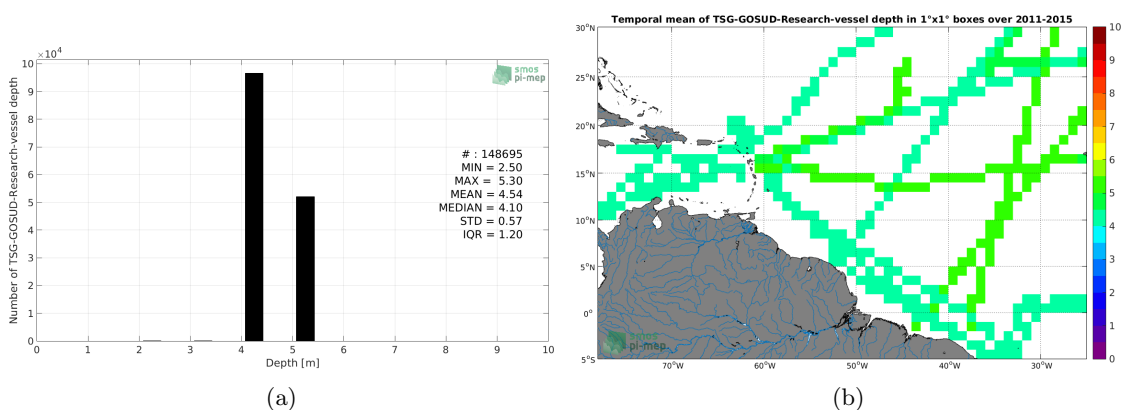 ×10⁴
10
9
8
7
6
5
4
3
2
1
0
Number of TSG-GOSUD-Research-vessel depth
smos
pi-mep
# : 148695
MIN = 2.50
MAX = 5.30
MEAN = 4.54
MEDIAN = 4.10
STD = 0.57
IQR = 1.20
0 1 2 3 4 5 6 7 8 9 10
Depth [m]
(a)
Temporal mean of TSG-GOSUD-Research-vessel depth in 1°x1° boxes over 2011-2015
30°N
25°N
20°N
15°N
10°N
5°N
0°
5°S
70°W 60°W 50°W 40°W 30°W
smos
pi-mep
10
9
8
7
6
5
4
3
2
1
0
(b)